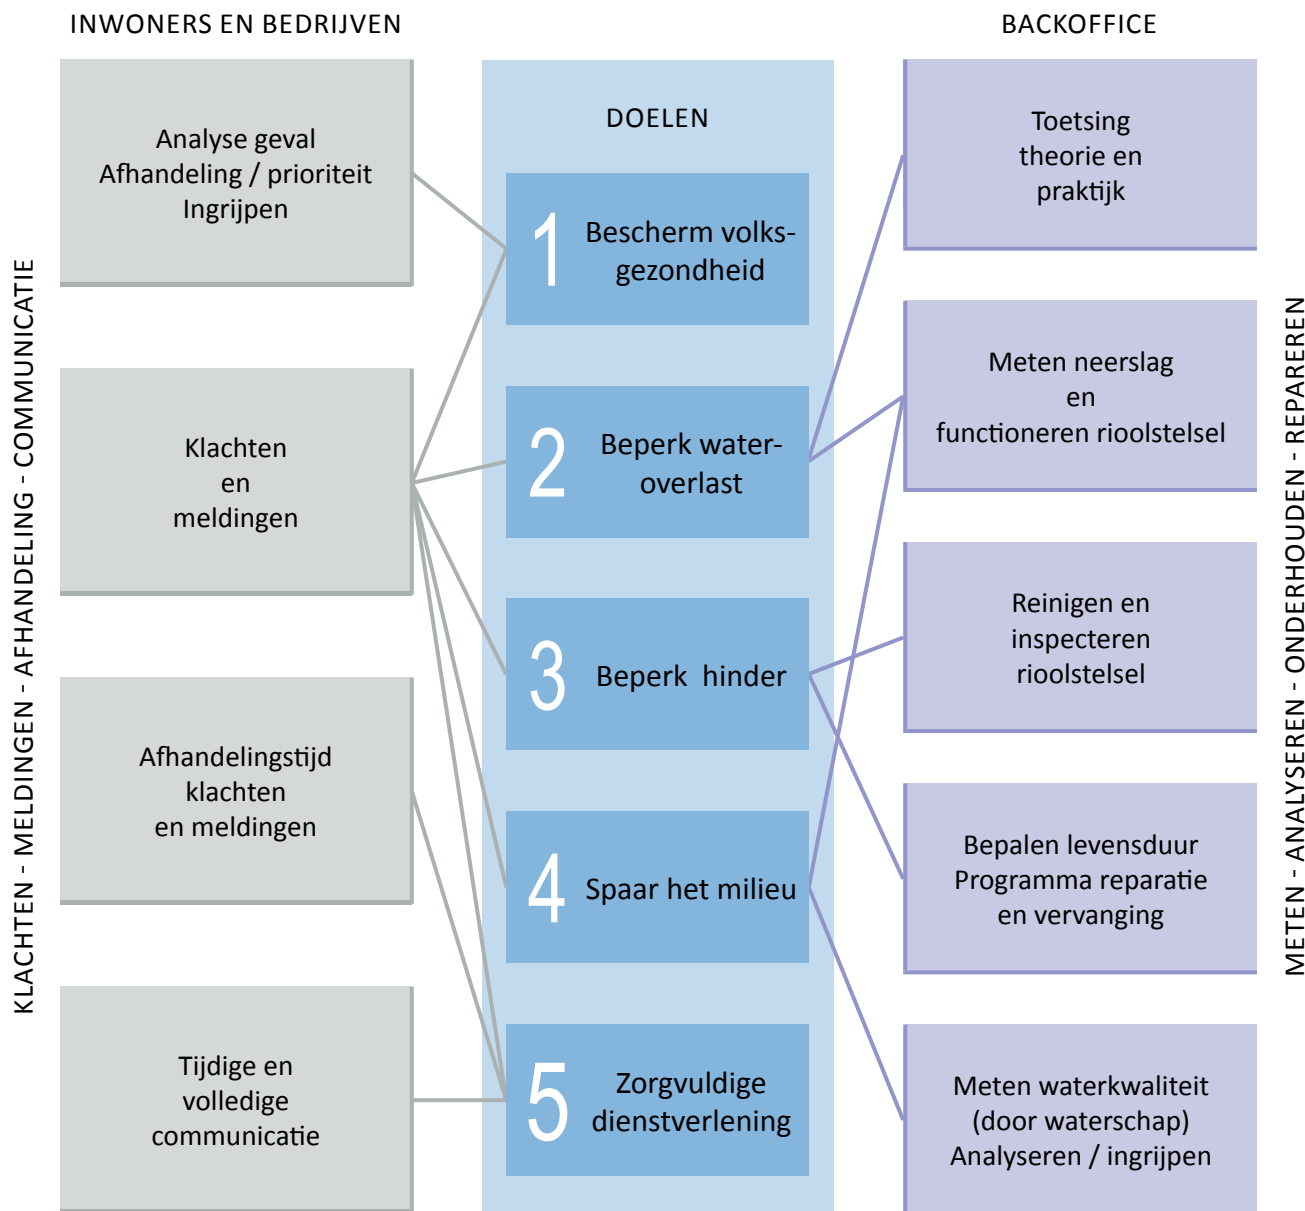 INWONERS EN BEDRIJVEN
BACKOFFICE
KLACHTEN - MELDINGEN - AFHANDELING - COMMUNICATIE
Analyse geval
Afhandeling / prioriteit
Ingrijpen
Klachten
en
meldingen
Afhandelingstijd
klachten
en meldingen
Tijdige en
volledige
communicatie
DOELEN
1 Bescherm volks-
gezondheid
2 Beperk water-
overlast
3 Beperk hinder
4 Spaar het milieu
5 Zorgvuldige
dienstverlening
Toetsing
theorie en
praktijk
Meten neerslag
en
functioneren rioolstelsel
Reinigen en
inspecteren
rioolstelsel
Bepalen levensduur
Programma reparatie
en vervanging
Meten waterkwaliteit
(door waterschap)
Analyseren / ingrijpen
METEN - ANALYSEREN - ONDERHOUDEN - REPAREREN